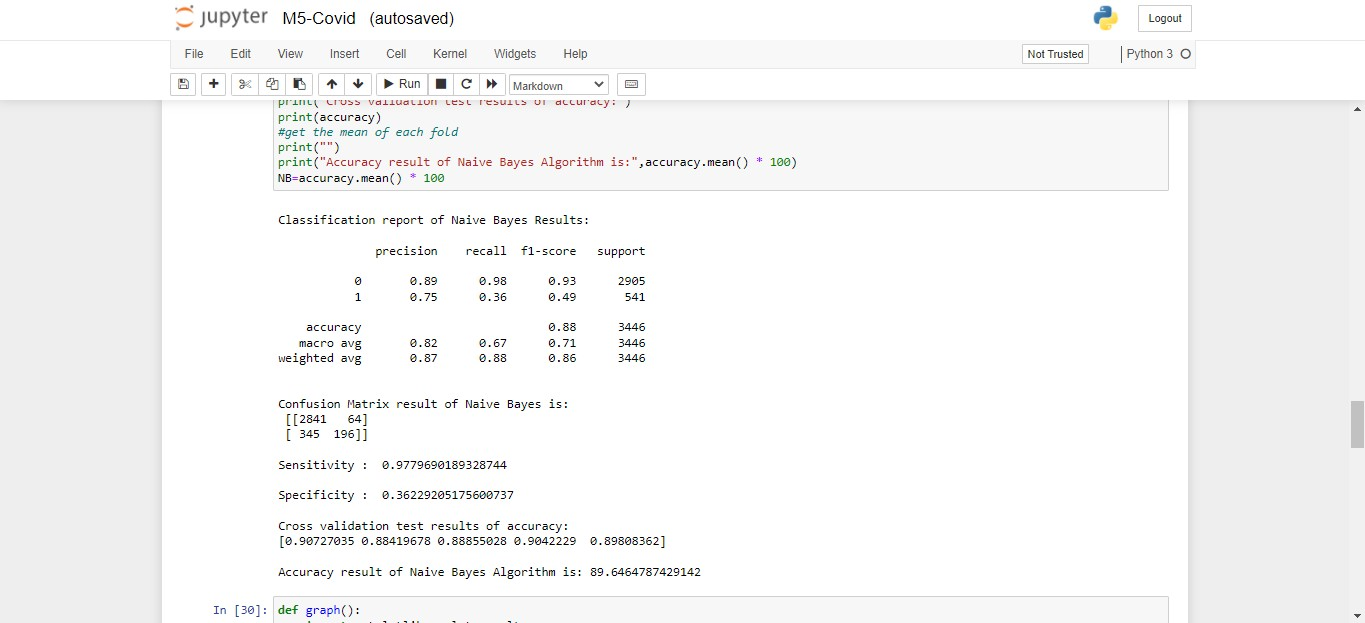 jupyter M5-Covid (autosaved) Logout
File Edit View Insert Cell Kernel Widgets Help Not Trusted Python 3
Run Markdown
print("Cross validation test results of accuracy:")
print(accuracy)
#get the mean of each fold
print("")
print("Accuracy result of Naive Bayes Algorithm is:",accuracy.mean() * 100)
NB=accuracy.mean() * 100
Classification report of Naive Bayes Results:
precision recall f1-score support
0 0.89 0.98 0.93 2905
1 0.75 0.36 0.49 541
accuracy 0.88 3446
macro avg 0.82 0.67 0.71 3446
weighted avg 0.87 0.88 0.86 3446
Confusion Matrix result of Naive Bayes is:
[[2841 64]
[ 345 196]]
Sensitivity : 0.9779690189328744
Specificity : 0.36229205175600737
Cross validation test results of accuracy:
[0.90727035 0.88419678 0.88855028 0.9042229 0.89808362]
Accuracy result of Naive Bayes Algorithm is: 89.6464787429142
In [30]: def graph():